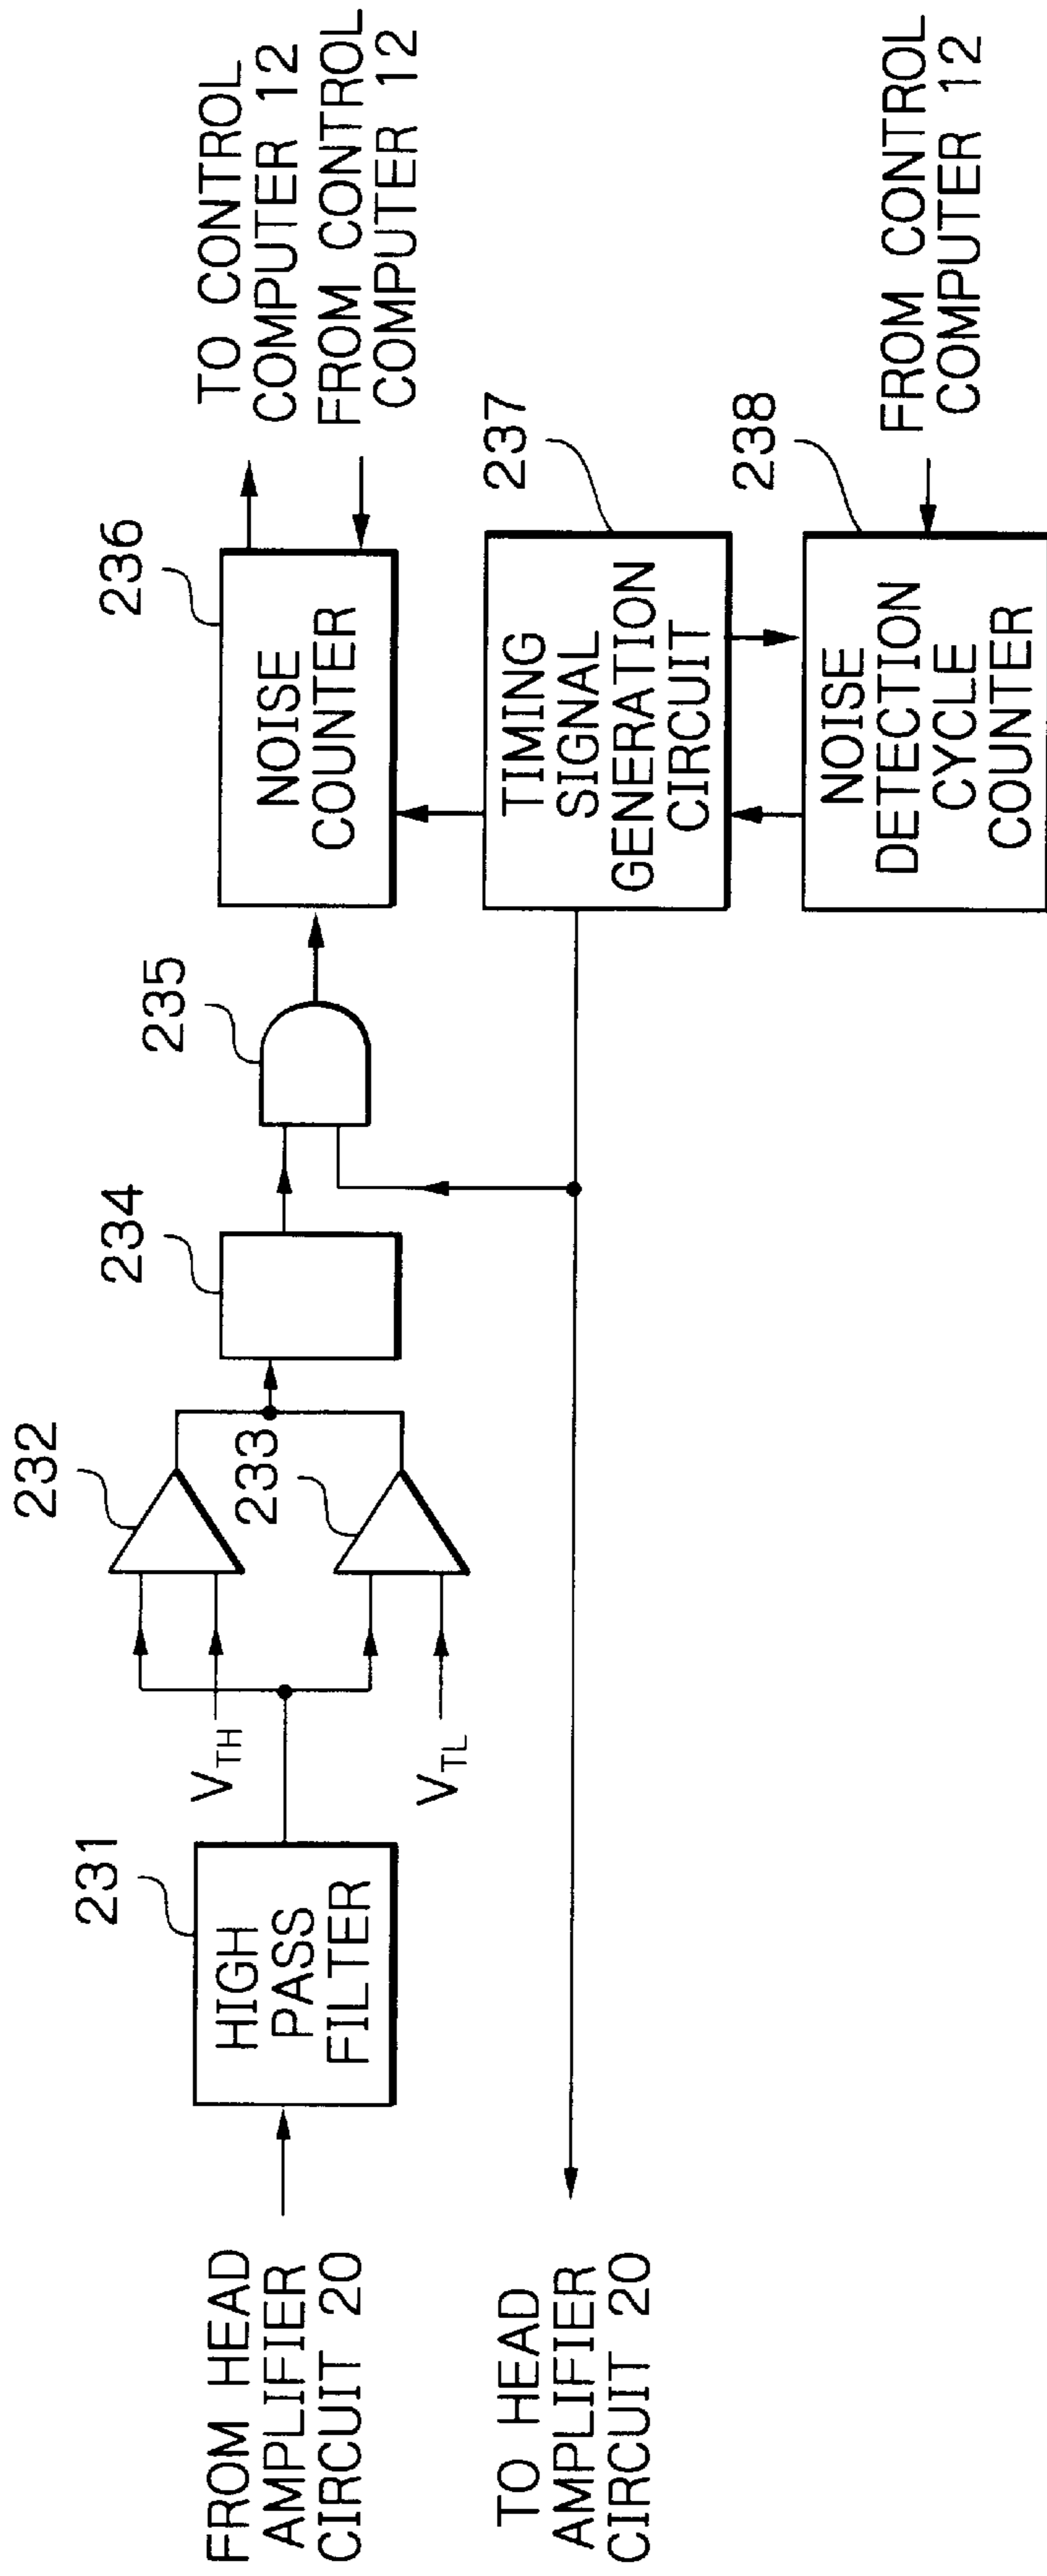 FROM HEAD
AMPLIFIER
CIRCUIT 20
231
HIGH
PASS
FILTER
V_TH
V_TL
232
233
234
235
236
NOISE
COUNTER
TO CONTROL
COMPUTER 12
FROM CONTROL
COMPUTER 12
TO HEAD
AMPLIFIER
CIRCUIT 20
237
TIMING
SIGNAL
GENERATION
CIRCUIT
238
NOISE
DETECTION
CYCLE
COUNTER
FROM CONTROL
COMPUTER 12